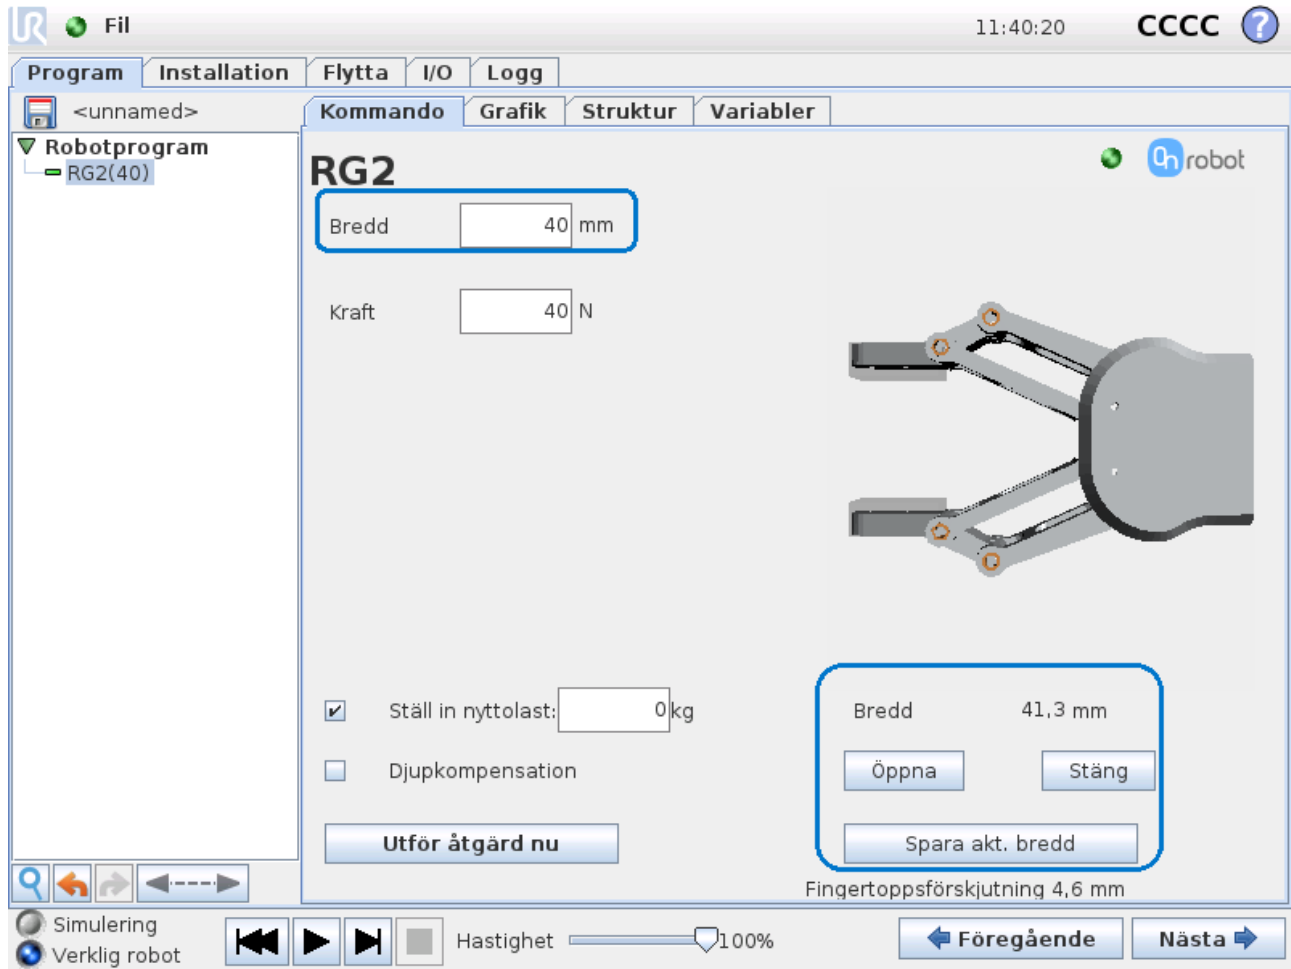 UR Fil 11:40:20 CCCC ?
Program Installation Flytta I/O Logg
<unnamed> Kommando Grafik Struktur Variabler
Robotprogram
RG2(40)
RG2
On robot
Bredd 40 mm
Kraft 40 N
Ställ in nyttolast: 0 kg
Bredd 41,3 mm
Djupkompensation
Öppna Stäng
Utför åtgärd nu
Spara akt. bredd
Fingertoppsförskjutning 4,6 mm
Simulering
Verklig robot
Hastighet 100%
Föregående Nästa